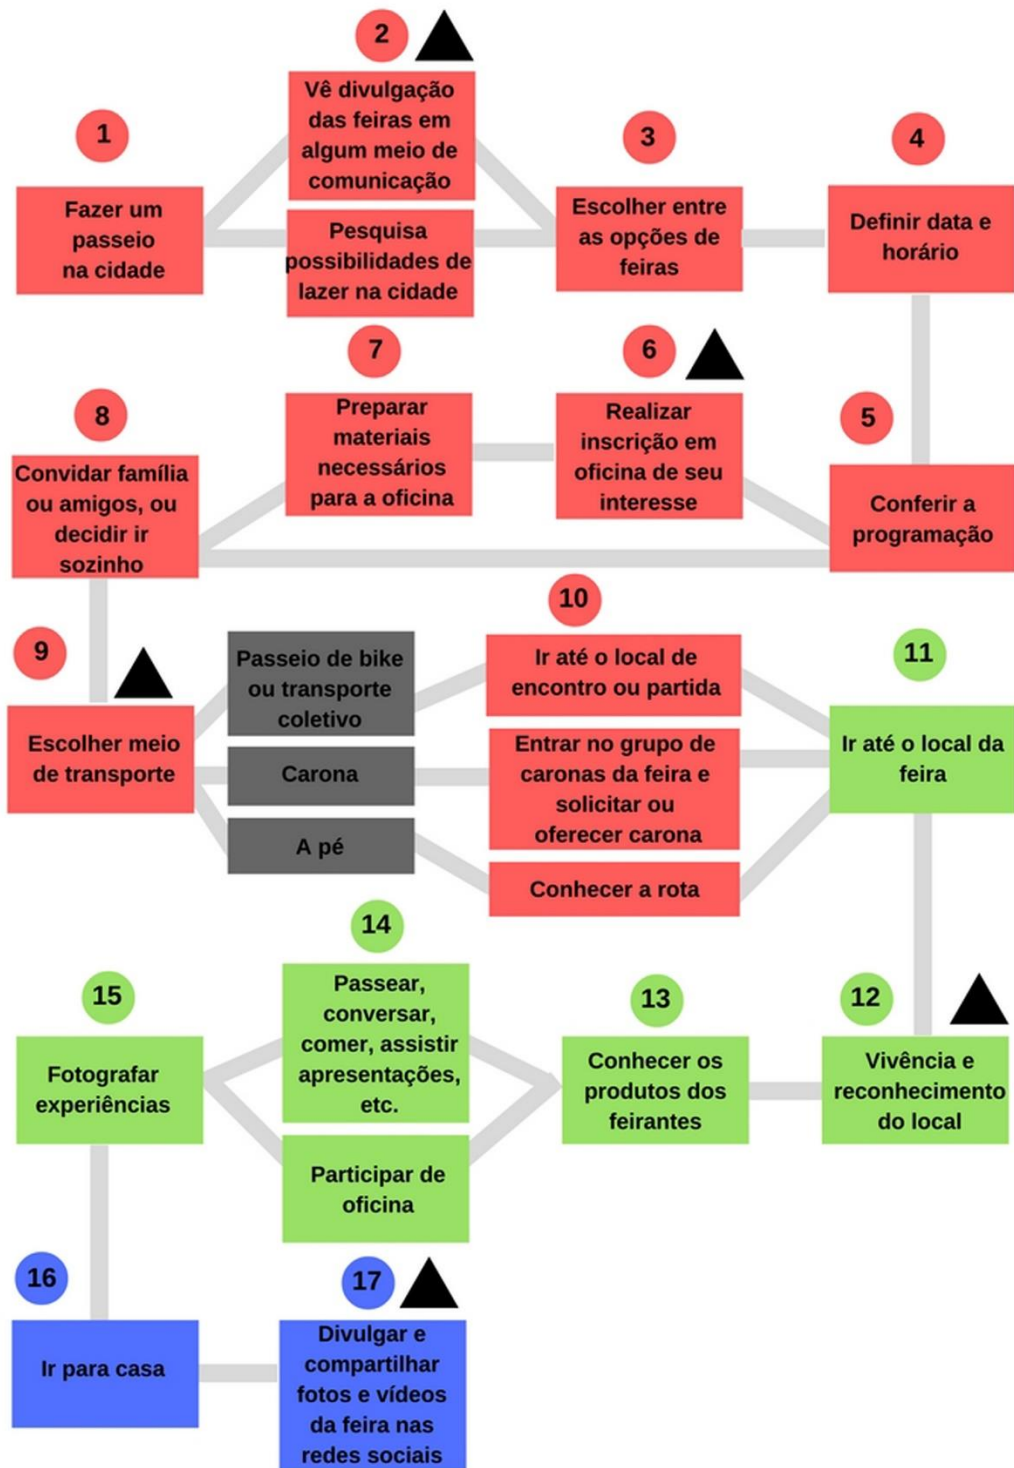 1
Fazer um
passeio
na cidade
2
Vê divulgação
das feiras em
algum meio de
comunicação
Pesquisa
possibilidades de
lazer na cidade
3
Escolher entre
as opções de
feiras
4
Definir data e
horário
5
Conferir a
programação
6
Realizar
inscrição em
oficina de seu
interesse
7
Preparar
materiais
necessários
para a oficina
8
Convidar família
ou amigos, ou
decidir ir
sozinho
9
Escolher meio
de transporte
Passeio de bike
ou transporte
coletivo
Carona
A pé
10
Ir até o local de
encontro ou partida
Entrar no grupo de
caronas da feira e
solicitar ou
oferecer carona
Conhecer a rota
11
Ir até o local da
feira
12
Vivência e
reconhecimento
do local
13
Conhecer os
produtos dos
feirantes
14
Passear,
conversar,
comer, assistir
apresentações,
etc.
Participar de
oficina
15
Fotografar
experiências
16
Ir para casa
17
Divulgar e
compartilhar
fotos e vídeos
da feira nas
redes sociais